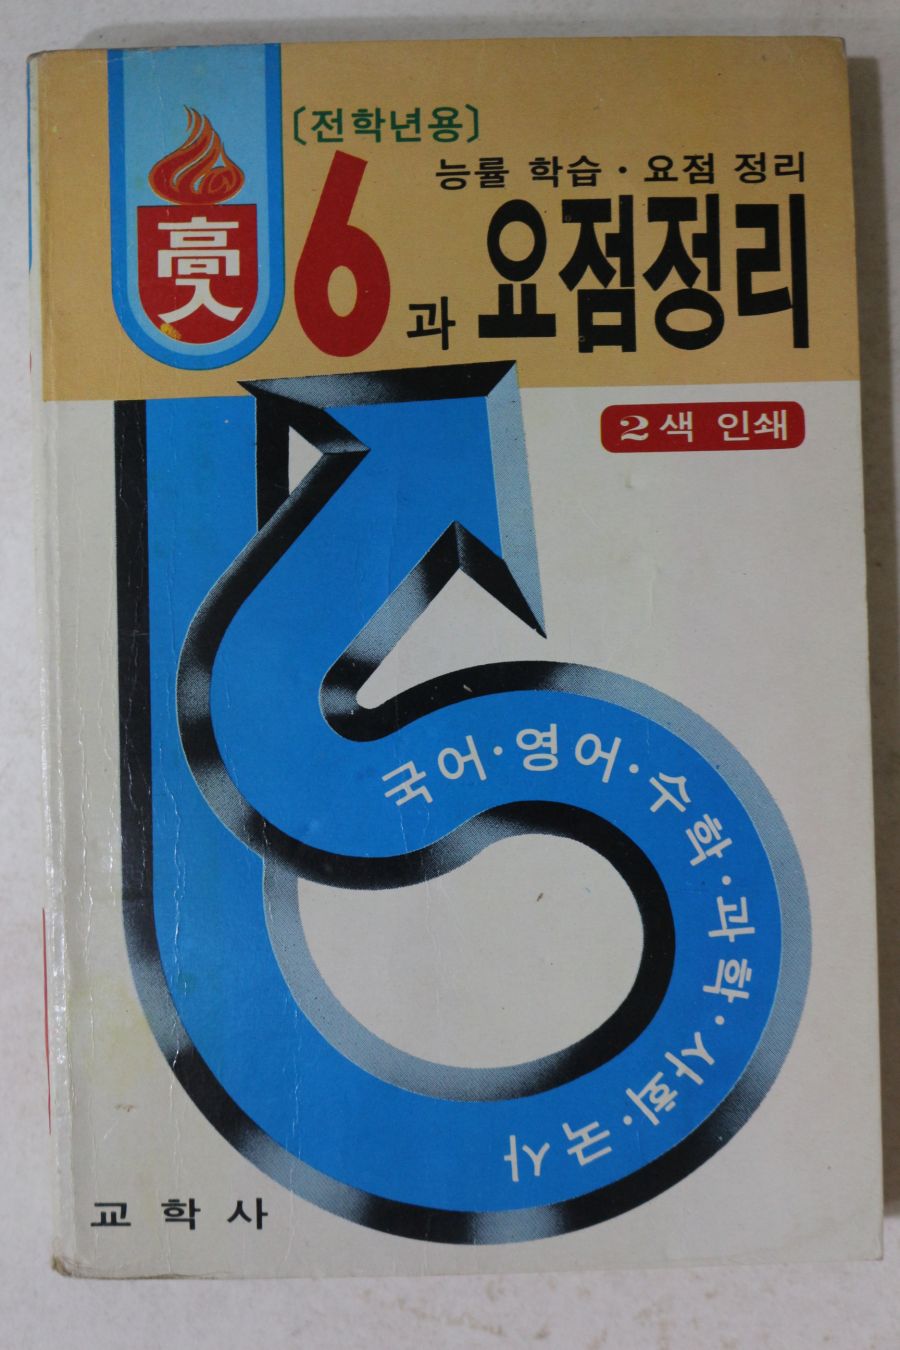 [전학년용]
高入
능률 학습·요점 정리
6과 요점정리
2색 인쇄
국어·영어·수학·과학·사회·국사
교학사